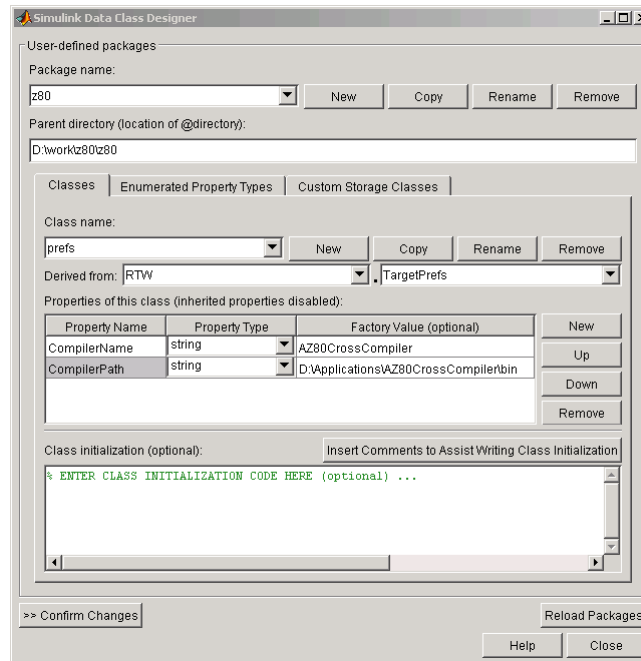 Simulink Data Class Designer
User-defined packages
Package name:
z80
New
Copy
Rename
Remove
Parent directory (location of @directory):
D:\work\z80\z80
Classes
Enumerated Property Types
Custom Storage Classes
Class name:
prefs
New
Copy
Rename
Remove
Derived from: RTW . TargetPrefs
Properties of this class (inherited properties disabled):
Property Name Property Type Factory Value (optional)
CompilerName string AZ80CrossCompiler
CompilerPath string D:\Applications\AZ80CrossCompiler\bin
New
Up
Down
Remove
Class initialization (optional):
Insert Comments to Assist Writing Class Initialization
% ENTER CLASS INITIALIZATION CODE HERE (optional) ...
>> Confirm Changes
Reload Packages
Help
Close